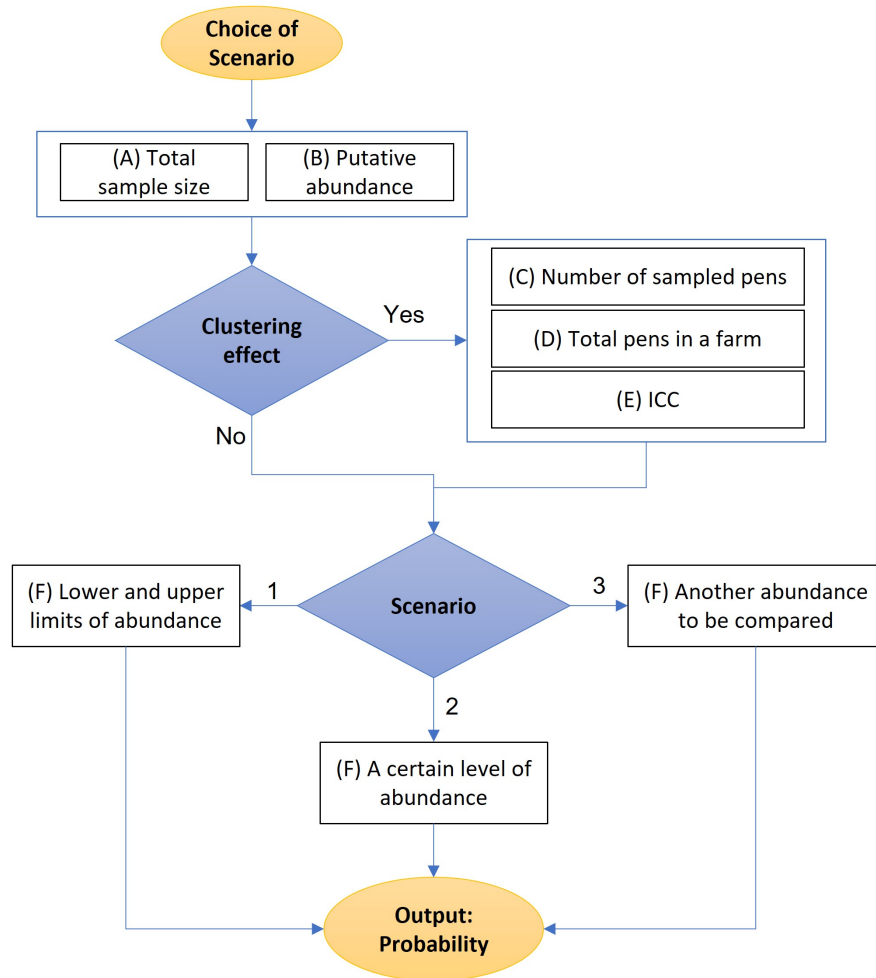 Choice of
Scenario
(A) Total
sample size
(B) Putative
abundance
Clustering
effect
Yes
(C) Number of sampled pens
(D) Total pens in a farm
(E) ICC
No
(F) Lower and upper
limits of abundance
1
Scenario
3
(F) Another abundance
to be compared
2
(F) A certain level of
abundance
Output:
Probability